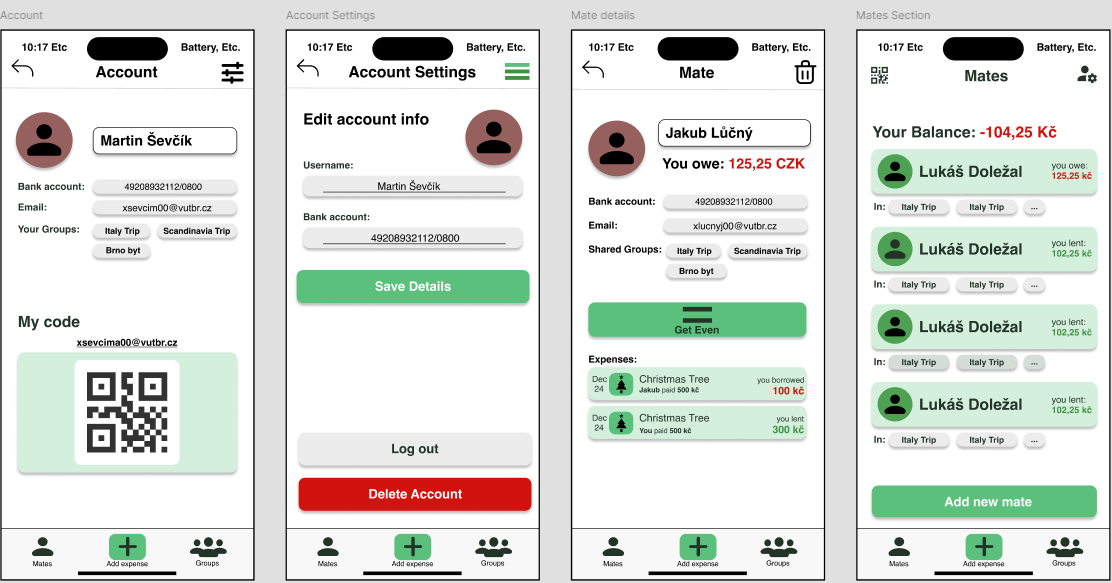 Account
10:17 Etc
Battery, Etc.
Account
Martin Ševčík
Bank account:
49208932112/0800
Email:
xsevcim00@vutbr.cz
Your Groups:
Italy Trip
Scandinavia Trip
Brno byt
My code
xsevcima00@vutbr.cz
Mates
Add expense
Groups
Account Settings
10:17 Etc
Battery, Etc.
Account Settings
Edit account info
Username:
Martin Ševčík
Bank account:
49208932112/0800
Save Details
Log out
Delete Account
Mates
Add expense
Groups
Mate details
10:17 Etc
Battery, Etc.
Mate
Jakub Lůčný
You owe: 125,25 CZK
Bank account:
49208932112/0800
Email:
xlucnyj00@vutbr.cz
Shared Groups:
Italy Trip
Scandinavia Trip
Brno byt
Get Even
Expenses:
Dec
24
Christmas Tree
Jakub paid 500 kč
you borrowed
100 kč
Dec
24
Christmas Tree
You paid 500 kč
you lent
300 kč
Mates
Add expense
Groups
Mates Section
10:17 Etc
Battery, Etc.
Mates
Your Balance: -104,25 Kč
Lukáš Doležal
you owe:
125,25 kč
In:
Italy Trip
Italy Trip
...
Lukáš Doležal
you lent:
102,25 kč
In:
Italy Trip
Italy Trip
...
Lukáš Doležal
you lent:
102,25 kč
In:
Italy Trip
Italy Trip
...
Lukáš Doležal
you lent:
102,25 kč
In:
Italy Trip
Italy Trip
...
Add new mate
Mates
Add expense
Groups